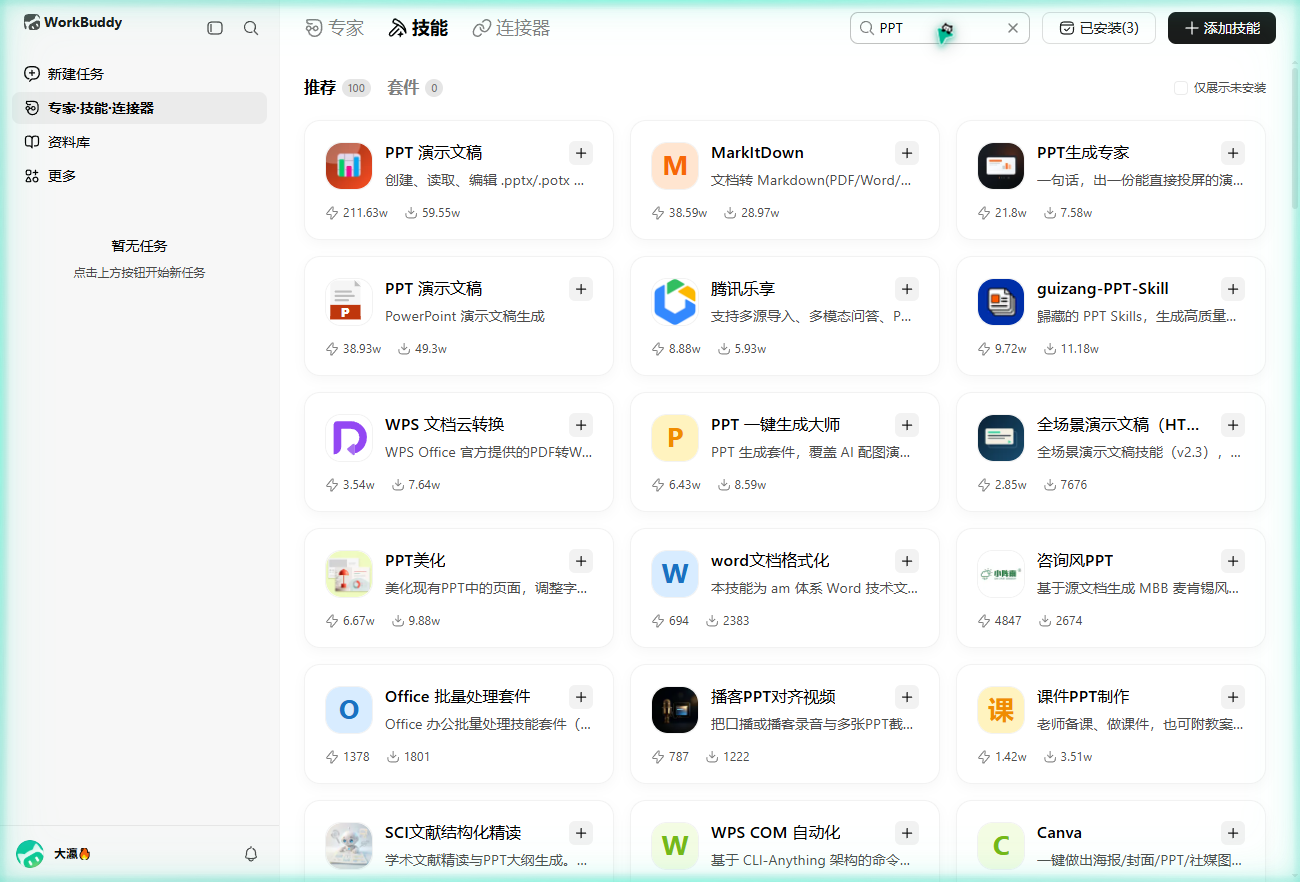 WorkBuddy
新建任务
专家·技能·连接器
资料库
更多
暂无任务
点击上方按钮开始新任务
大瀛🔥
专家 技能 连接器
PPT
已安装(3)
添加技能
推荐 100 套件 0
仅展示未安装
PPT 演示文稿
创建、读取、编辑 .pptx/.potx ...
211.63w 59.55w
MarkItDown
文档转 Markdown(PDF/Word/...
38.59w 28.97w
PPT生成专家
一句话，出一份能直接投屏的演...
21.8w 7.58w
PPT 演示文稿
PowerPoint 演示文稿生成
38.93w 49.3w
腾讯乐享
支持多源导入、多模态问答、P...
8.88w 5.93w
guizang-PPT-Skill
歸藏的 PPT Skills，生成高质量...
9.72w 11.18w
WPS 文档云转换
WPS Office 官方提供的PDF转W...
3.54w 7.64w
P
PPT 一键生成大师
PPT 生成套件，覆盖 AI 配图演...
6.43w 8.59w
全场景演示文稿（HT...
全场景演示文稿技能（v2.3），...
2.85w 7676
PPT美化
美化现有PPT中的页面，调整字...
6.67w 9.88w
W
word文档格式化
本技能为 am 体系 Word 技术文...
694 2383
咨询风PPT
基于源文档生成 MBB 麦肯锡风...
4847 2674
O
Office 批量处理套件
Office 办公批量处理技能套件（...
1378 1801
播客PPT对齐视频
把口播或播客录音与多张PPT截...
787 1222
课
课件PPT制作
老师备课、做课件，也可附教案...
1.42w 3.51w
SCI文献结构化精读
学术文献精读与PPT大纲生成。...
W
WPS COM 自动化
基于 CLI-Anything 架构的命令...
C
Canva
一键做出海报/封面/PPT/社媒图...